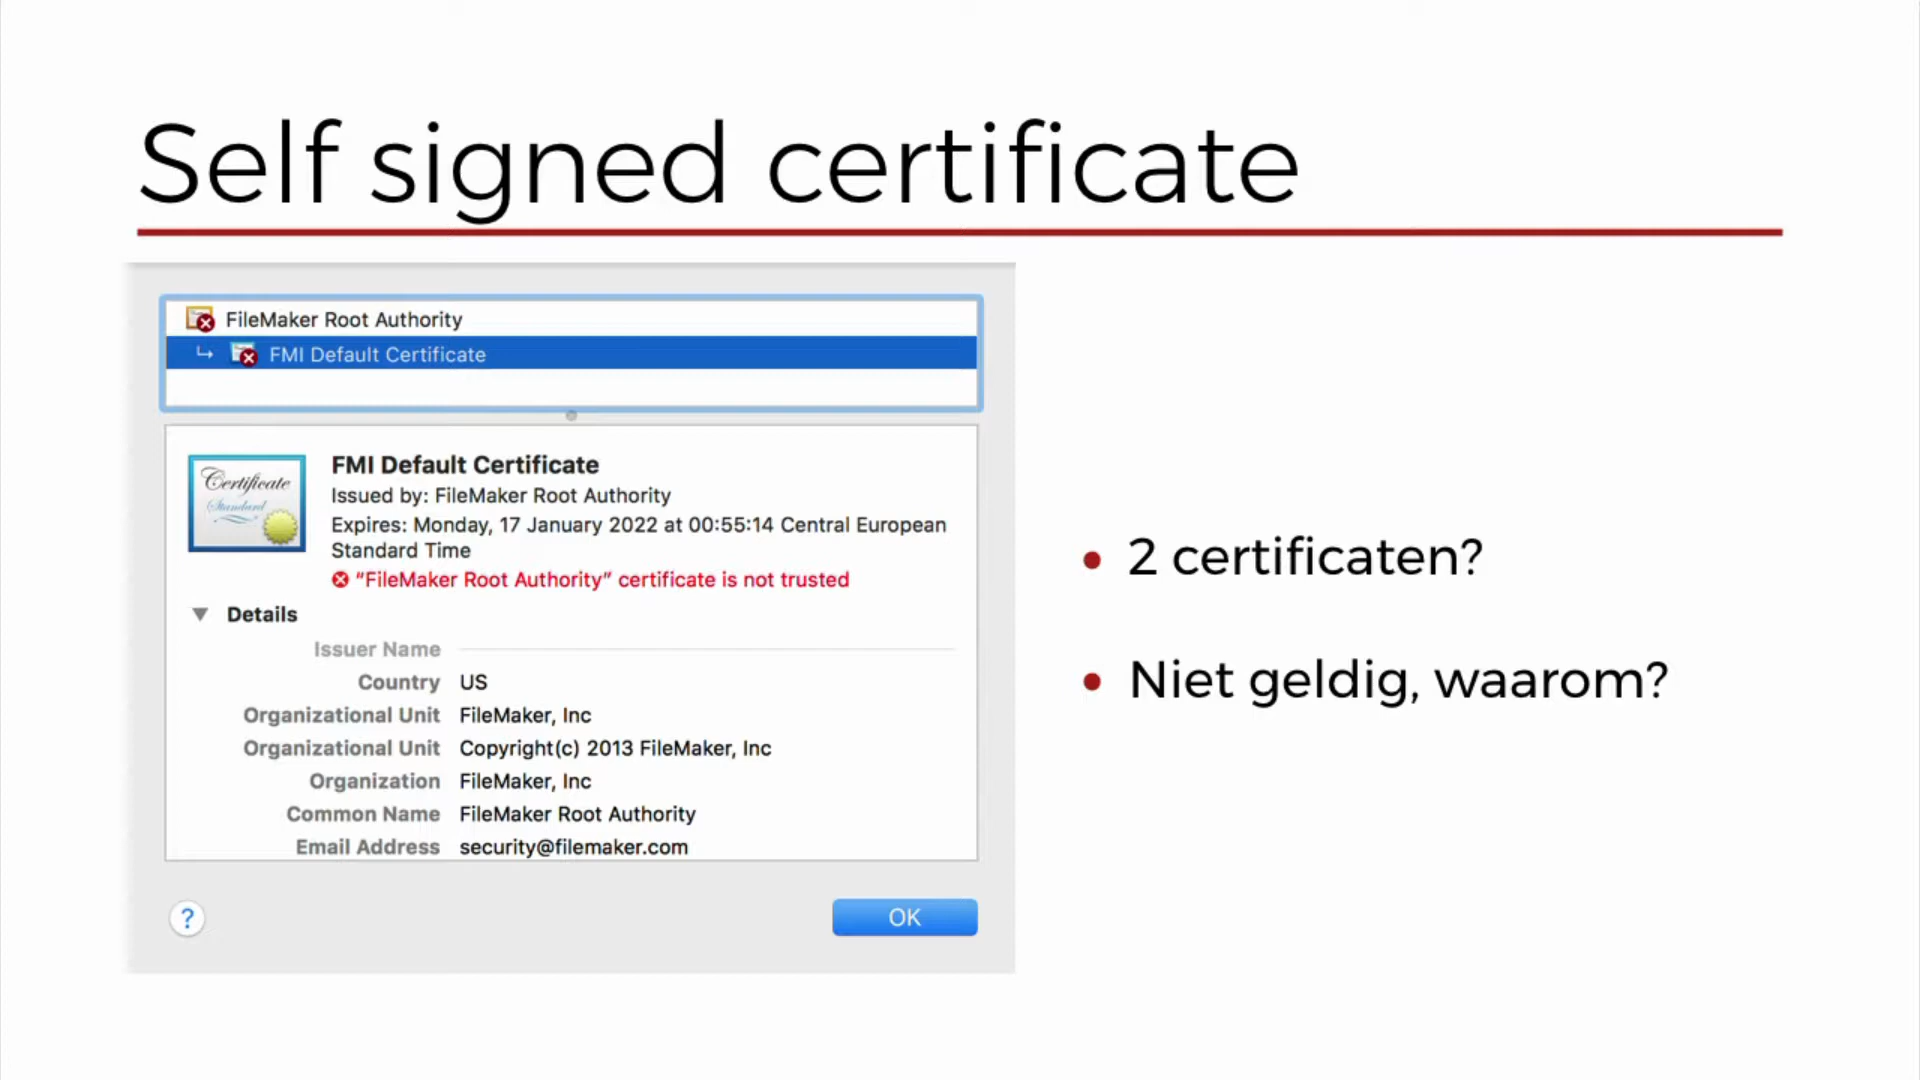 Self signed certificate
FileMaker Root Authority
FMI Default Certificate
Certificate
Standard
FMI Default Certificate
Issued by: FileMaker Root Authority
Expires: Monday, 17 January 2022 at 00:55:14 Central European
Standard Time
"FileMaker Root Authority" certificate is not trusted
Details
Issuer Name
Country US
Organizational Unit FileMaker, Inc
Organizational Unit Copyright(c) 2013 FileMaker, Inc
Organization FileMaker, Inc
Common Name FileMaker Root Authority
Email Address security@filemaker.com
?
OK
• 2 certificaten?
• Niet geldig, waarom?